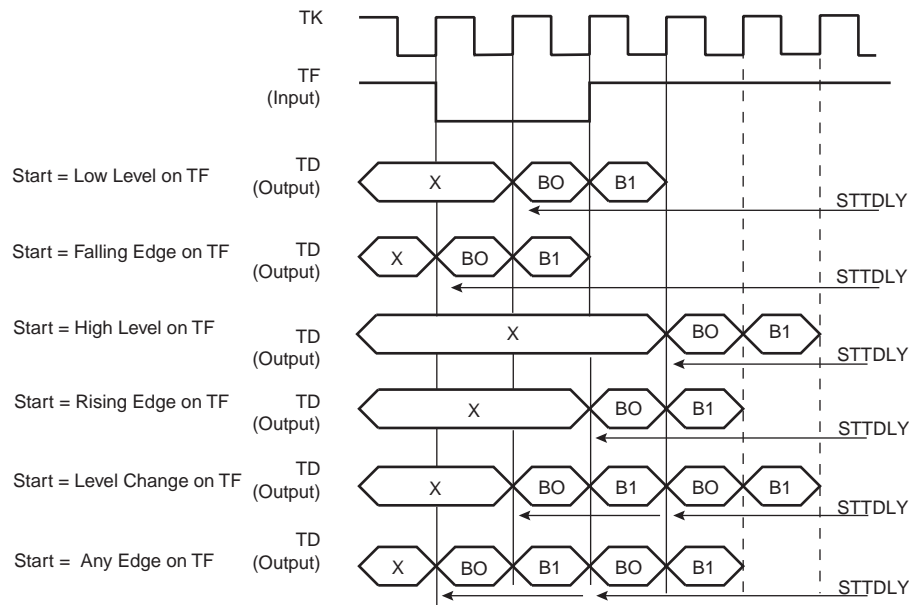 TK
TF
(Input)
Start = Low Level on TF
TD
(Output)
X
BO
B1
STTDLY
Start = Falling Edge on TF
TD
(Output)
X
BO
B1
STTDLY
Start = High Level on TF
TD
(Output)
X
BO
B1
STTDLY
Start = Rising Edge on TF
TD
(Output)
X
BO
B1
STTDLY
Start = Level Change on TF
TD
(Output)
X
BO
B1
BO
B1
STTDLY
Start = Any Edge on TF
TD
(Output)
X
BO
B1
BO
B1
STTDLY